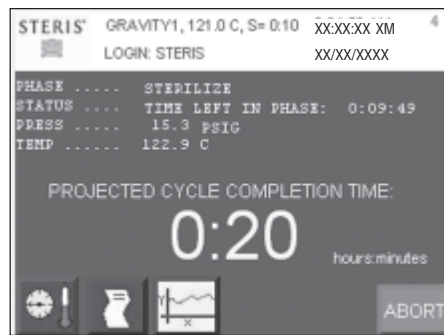 STERIS® GRAVITY1, 121.0 C, S= 0:10 XX:XX:XX XM 4
LOGIN: STERIS XX/XX/XXXX
PHASE ..... STERILIZE
STATUS .... TIME LEFT IN PHASE: 0:09:49
PRESS ..... 15.3 PSIG
TEMP ...... 122.9 C
PROJECTED CYCLE COMPLETION TIME:
0:20 hours:minutes
Y
X
ABORT